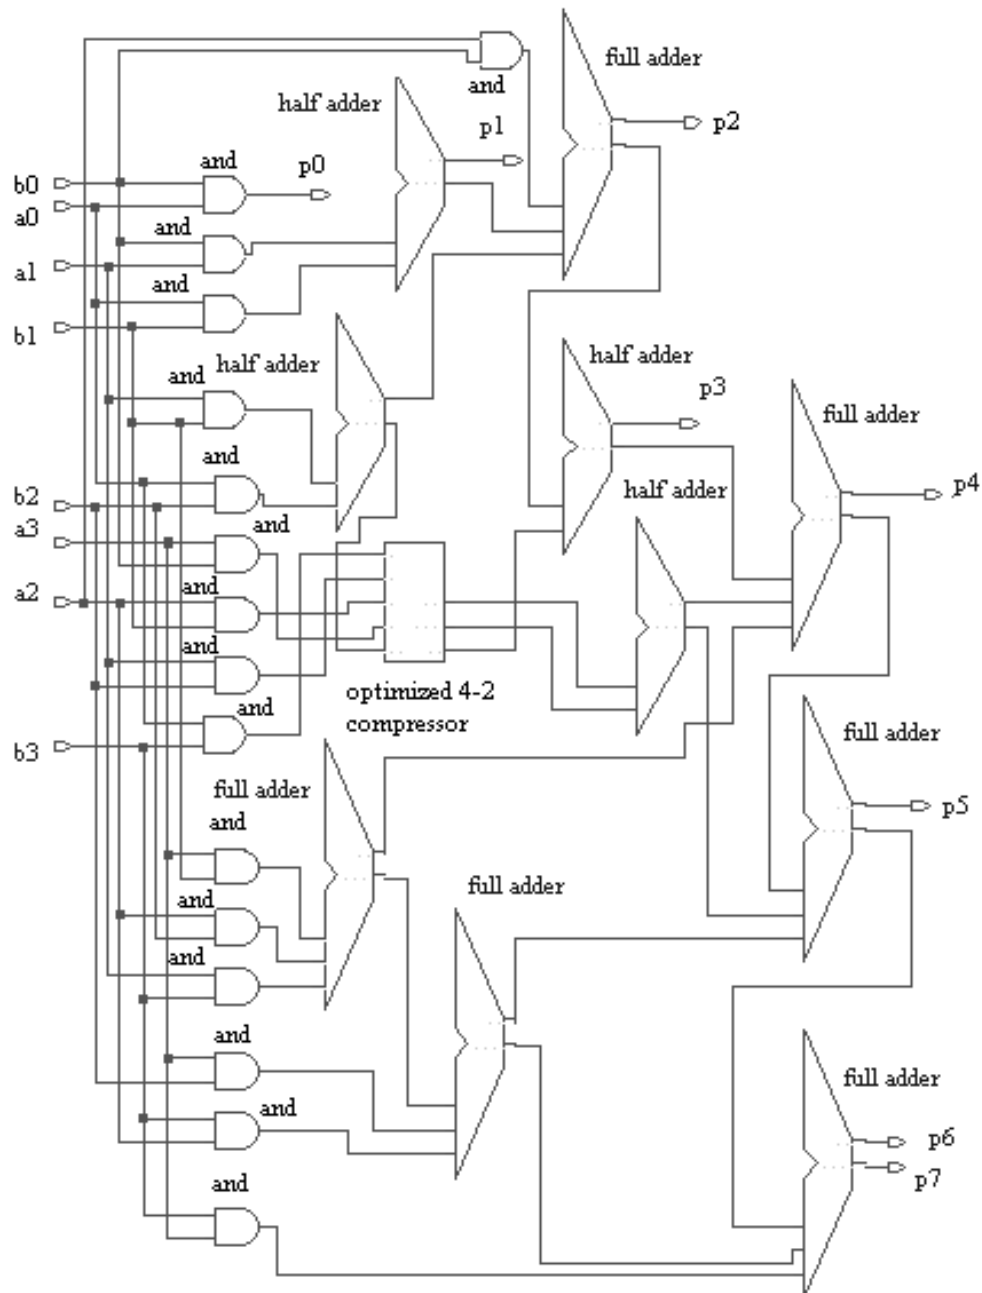 full adder
and
half adder
p1
p2
and
p0
b0
a0
and
a1
and
b1
half adder
and
half adder
p3
full adder
and
half adder
p4
b2
a3
and
a2
and
and
optimized 4-2
compressor
and
b3
full adder
full adder
p5
and
full adder
and
and
and
full adder
and
p6
p7
and